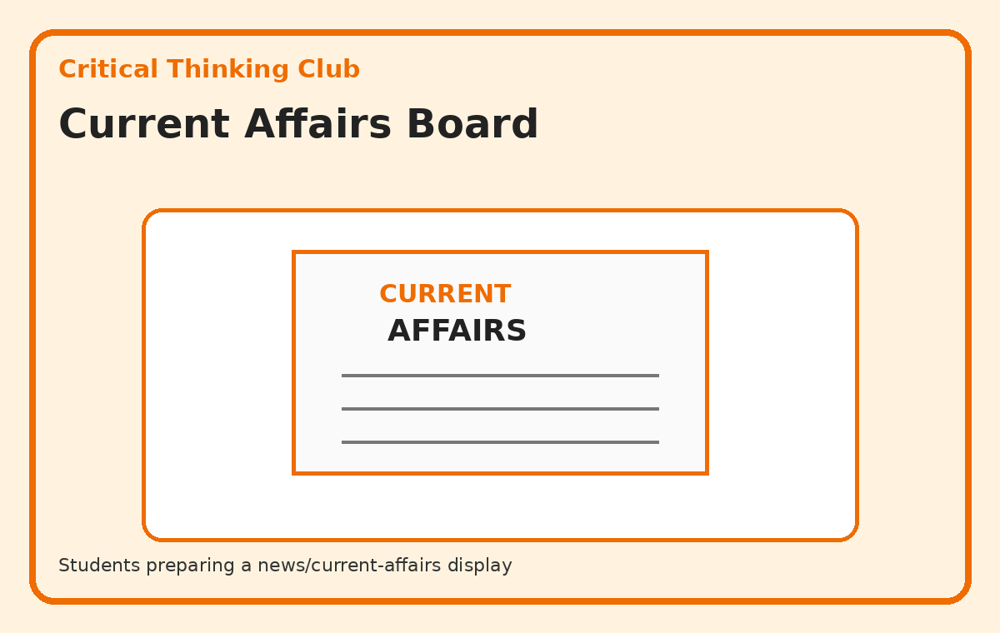 Critical Thinking Club
Current Affairs Board
CURRENT
AFFAIRS
Students preparing a news/current-affairs display